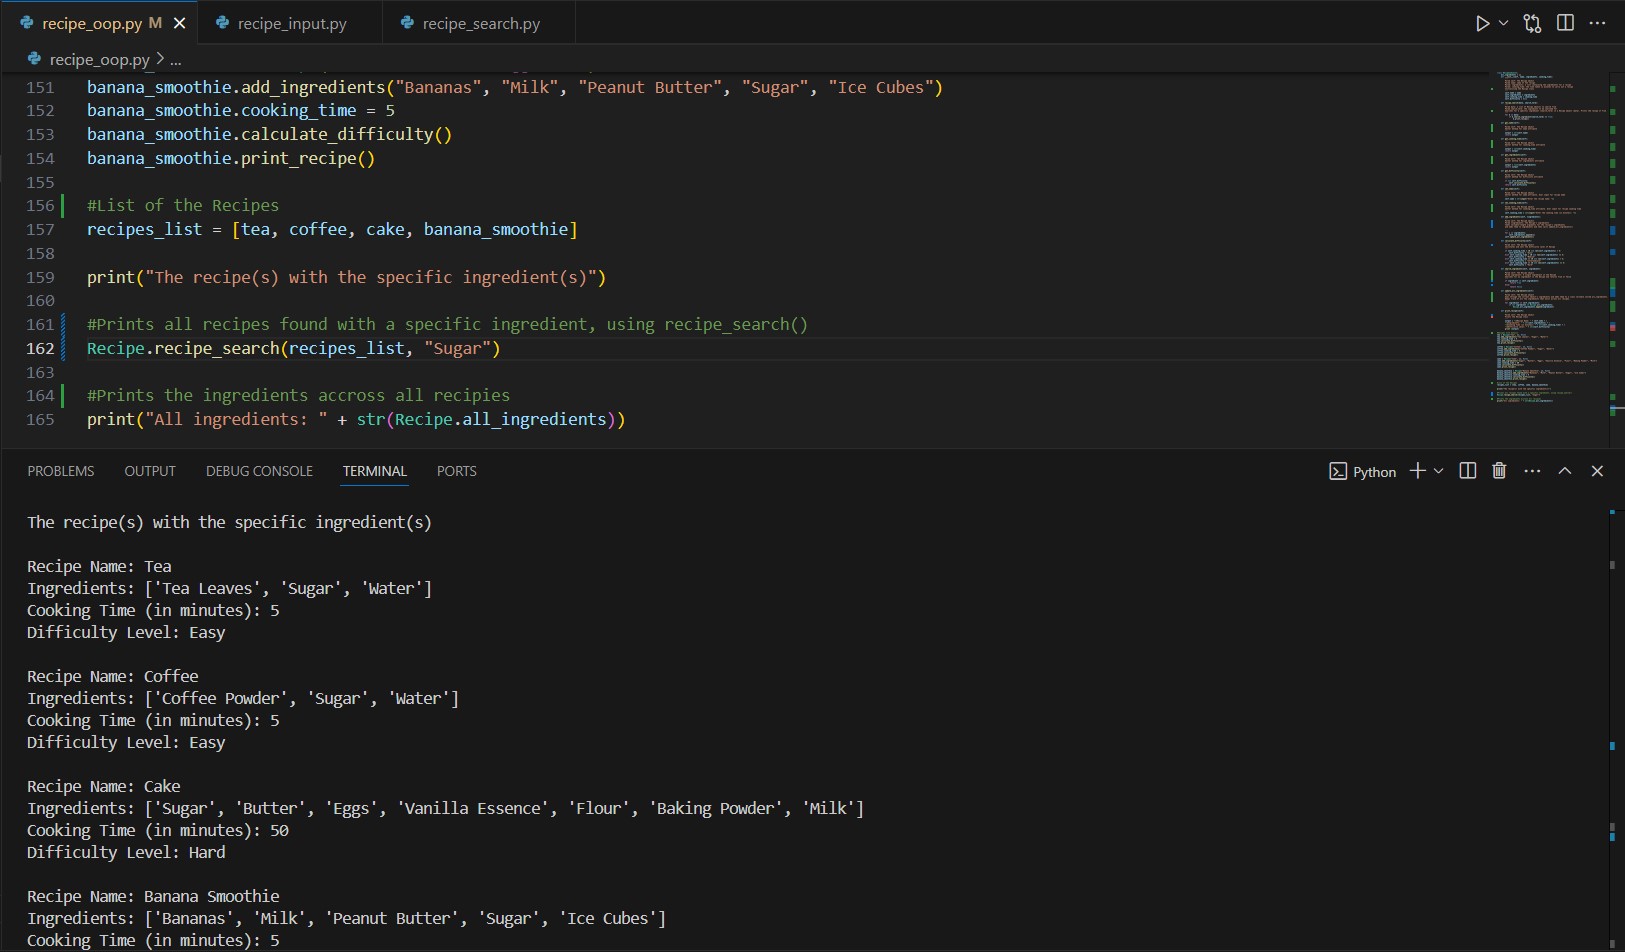 recipe_oop.py M
recipe_input.py
recipe_search.py
recipe_oop.py > ...
151 banana_smoothie.add_ingredients("Bananas", "Milk", "Peanut Butter", "Sugar", "Ice Cubes")
152 banana_smoothie.cooking_time = 5
153 banana_smoothie.calculate_difficulty()
154 banana_smoothie.print_recipe()
155
156 #List of the Recipes
157 recipes_list = [tea, coffee, cake, banana_smoothie]
158
159 print("The recipe(s) with the specific ingredient(s)")
160
161 #Prints all recipes found with a specific ingredient, using recipe_search()
162 Recipe.recipe_search(recipes_list, "Sugar")
163
164 #Prints the ingredients accross all recipies
165 print("All ingredients: " + str(Recipe.all_ingredients))
PROBLEMS OUTPUT DEBUG CONSOLE TERMINAL PORTS
Python
The recipe(s) with the specific ingredient(s)
Recipe Name: Tea
Ingredients: ['Tea Leaves', 'Sugar', 'Water']
Cooking Time (in minutes): 5
Difficulty Level: Easy
Recipe Name: Coffee
Ingredients: ['Coffee Powder', 'Sugar', 'Water']
Cooking Time (in minutes): 5
Difficulty Level: Easy
Recipe Name: Cake
Ingredients: ['Sugar', 'Butter', 'Eggs', 'Vanilla Essence', 'Flour', 'Baking Powder', 'Milk']
Cooking Time (in minutes): 50
Difficulty Level: Hard
Recipe Name: Banana Smoothie
Ingredients: ['Bananas', 'Milk', 'Peanut Butter', 'Sugar', 'Ice Cubes']
Cooking Time (in minutes): 5